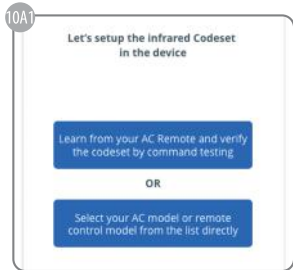 10A1
Let's setup the infrared Codeset
in the device
Learn from your AC Remote and verify
the codeset by command testing
OR
Select your AC model or remote
control model from the list directly